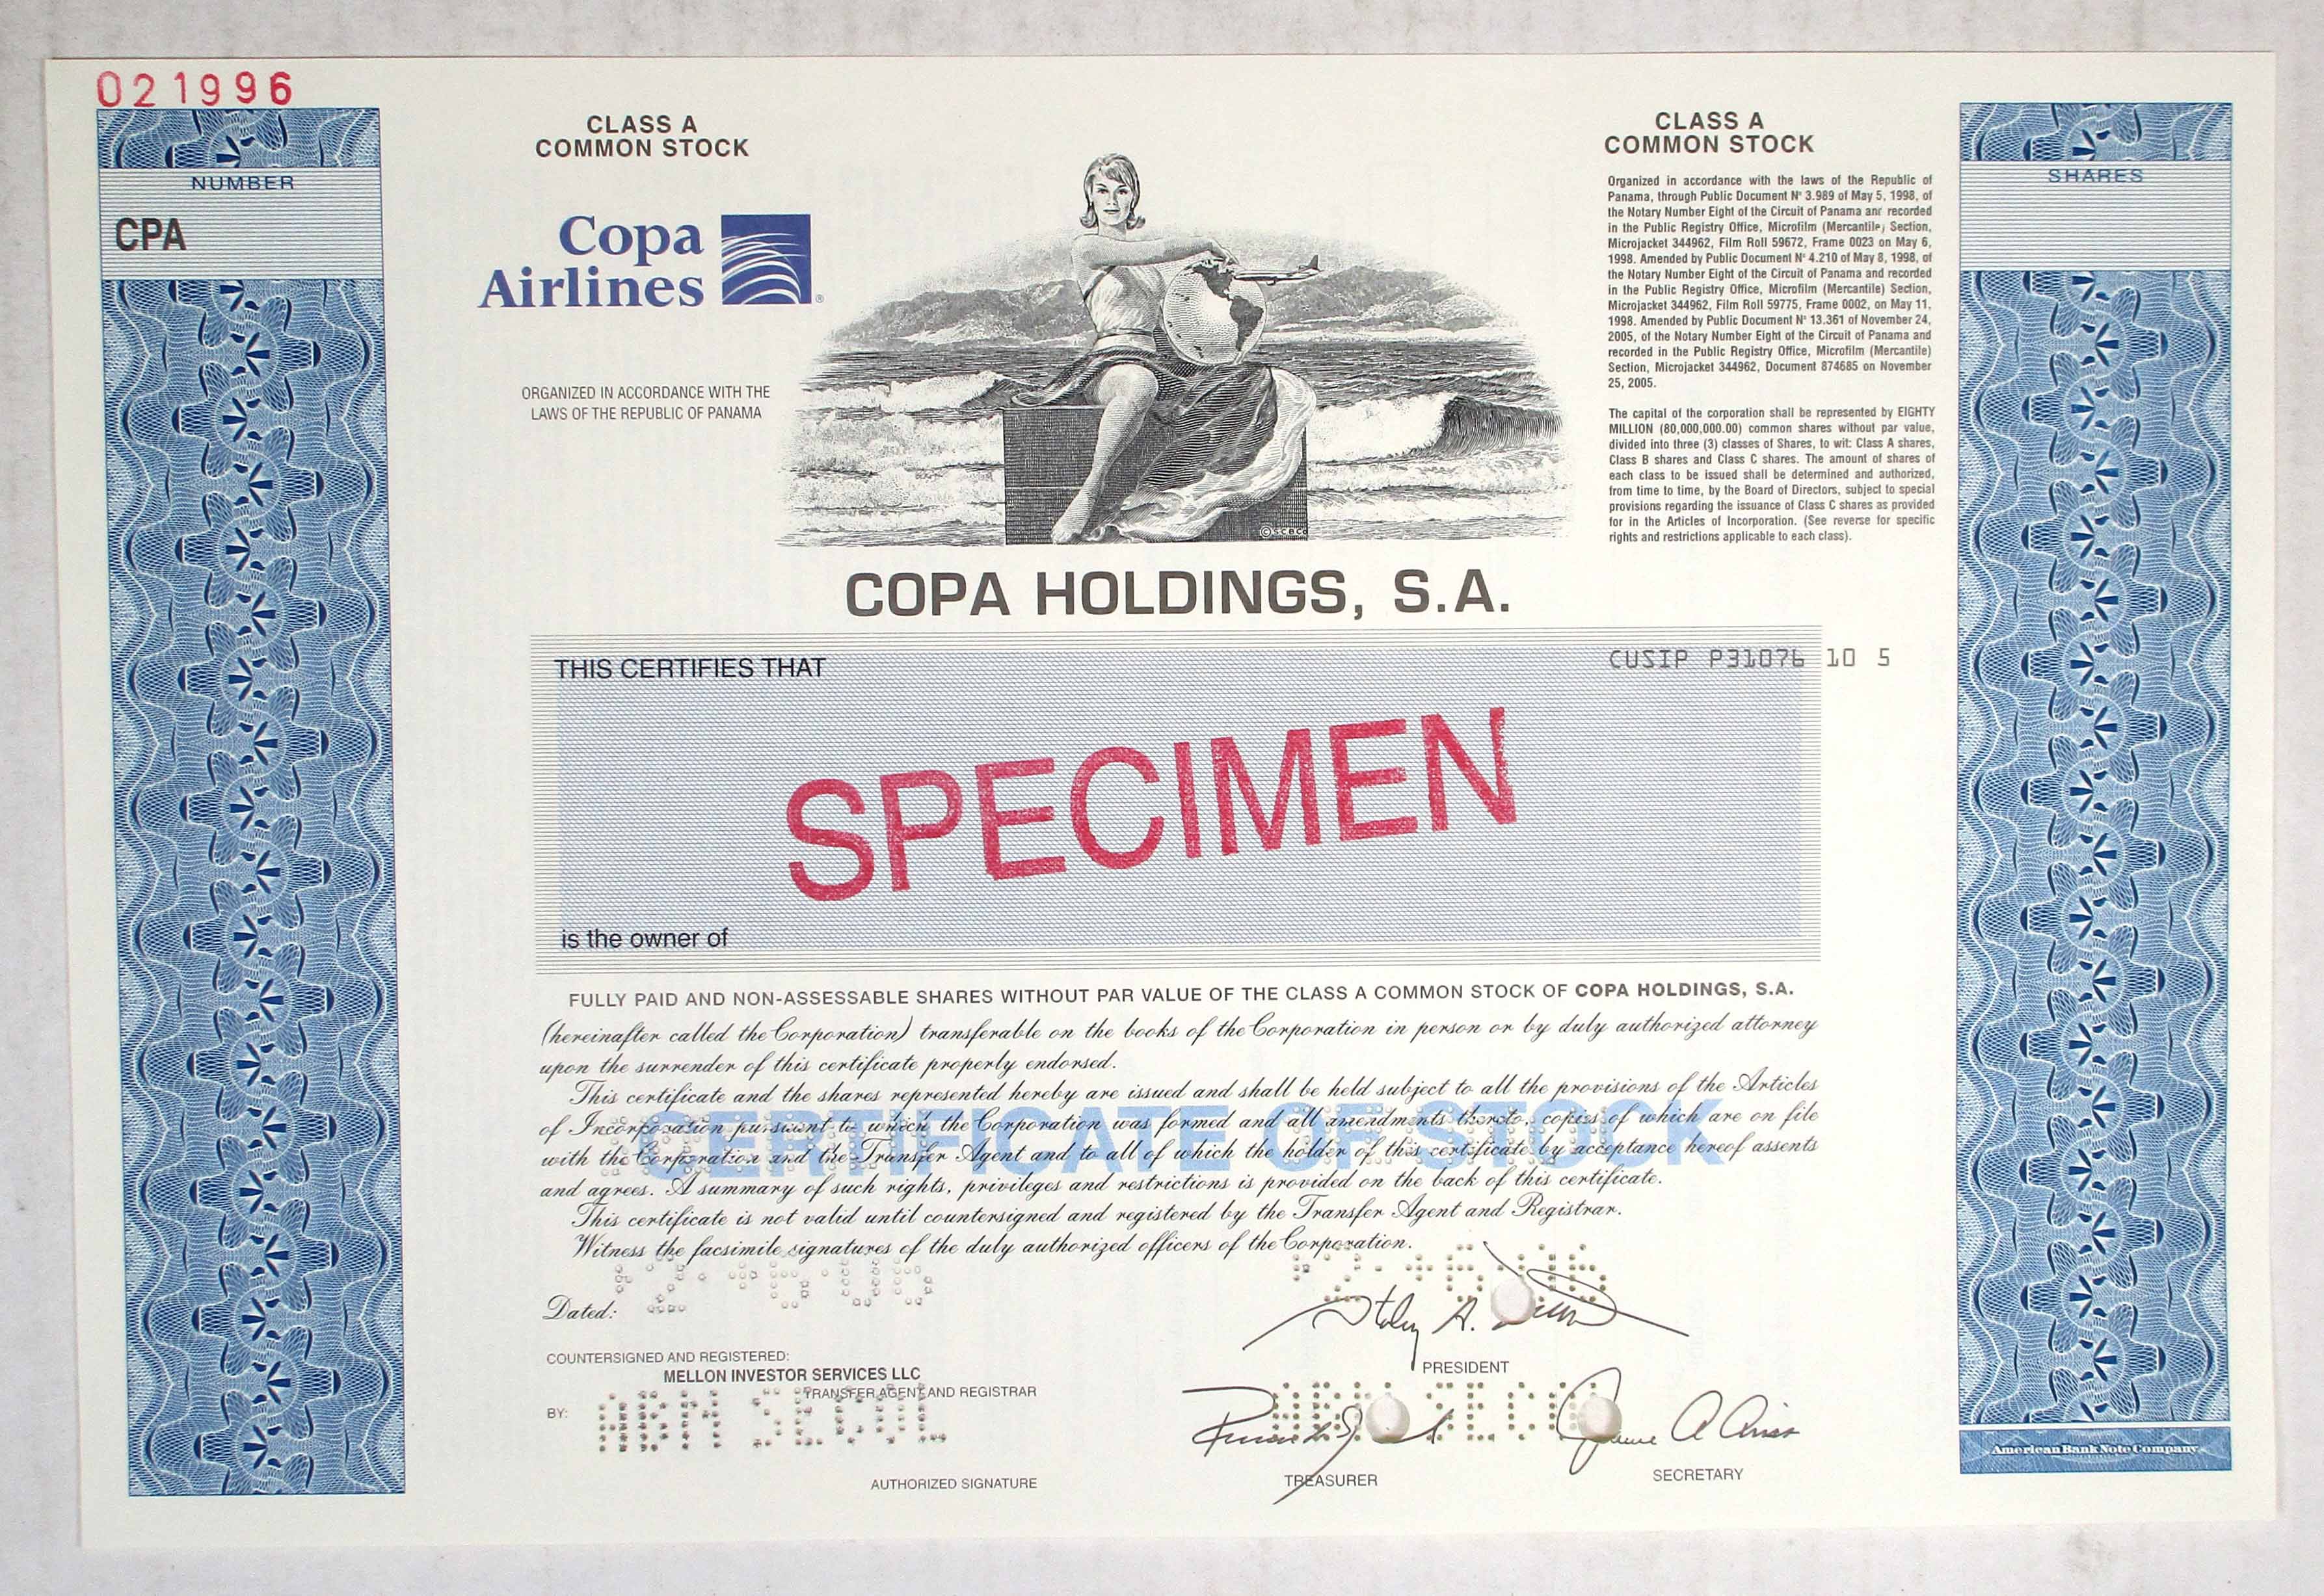 021996
NUMBER
CPA
CLASS A
COMMON STOCK
Copa
Airlines
®
ORGANIZED IN ACCORDANCE WITH THE
LAWS OF THE REPUBLIC OF PANAMA
CLASS A
COMMON STOCK
Organized in accordance with the laws of the Republic of
Panama, through Public Document Nº 3.989 of May 5, 1998, of
the Notary Number Eight of the Circuit of Panama and recorded
in the Public Registry Office, Microfilm (Mercantile) Section,
Microjacket 344962, Film Roll 59672, Frame 0023 on May 6,
1998. Amended by Public Document Nº 4.210 of May 8, 1998, of
the Notary Number Eight of the Circuit of Panama and recorded
in the Public Registry Office, Microfilm (Mercantile) Section,
Microjacket 344962, Film Roll 59775, Frame 0002, on May 11,
1998. Amended by Public Document Nº 13.361 of November 24,
2005, of the Notary Number Eight of the Circuit of Panama and
recorded in the Public Registry Office, Microfilm (Mercantile)
Section, Microjacket 344962, Document 874685 on November
25, 2005.
The capital of the corporation shall be represented by EIGHTY
MILLION (80,000,000.00) common shares without par value,
divided into three (3) classes of Shares, to wit: Class A shares,
Class B shares and Class C shares. The amount of shares of
each class to be issued shall be determined and authorized,
from time to time, by the Board of Directors, subject to special
provisions regarding the issuance of Class C shares as provided
for in the Articles of Incorporation. (See reverse for specific
rights and restrictions applicable to each class).
SHARES
©SCBCO
COPA HOLDINGS, S.A.
THIS CERTIFIES THAT
CUSIP P31076 10 5
SPECIMEN
is the owner of
FULLY PAID AND NON-ASSESSABLE SHARES WITHOUT PAR VALUE OF THE CLASS A COMMON STOCK OF COPA HOLDINGS, S.A.
(hereinafter called the Corporation) transferable on the books of the Corporation in person or by duly authorized attorney
upon the surrender of this certificate properly endorsed.
This certificate and the shares represented hereby are issued and shall be held subject to all the provisions of the Articles
of Incorporation pursuant to which the Corporation was formed and all amendments thereto, copies of which are on file
with the Corporation and the Transfer Agent and to all of which the holder of this certificate by acceptance hereof assents
and agrees. A summary of such rights, privileges and restrictions is provided on the back of this certificate.
CERTIFICATE OF STOCK
This certificate is not valid until countersigned and registered by the Transfer Agent and Registrar.
Witness the facsimile signatures of the duly authorized officers of the Corporation.
Dated:
COUNTERSIGNED AND REGISTERED:
MELLON INVESTOR SERVICES LLC
TRANSFER AGENT AND REGISTRAR
BY:
AUTHORIZED SIGNATURE
PRESIDENT
TREASURER
SECRETARY
American Bank Note Company